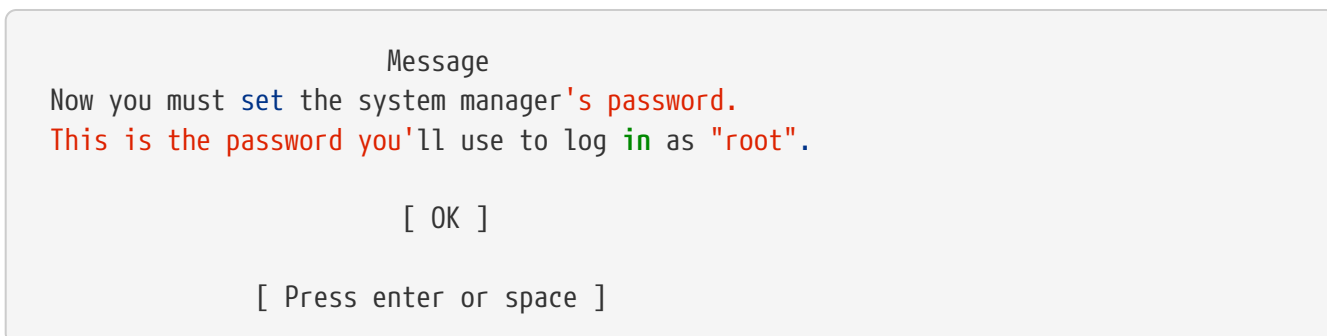 Message
Now you must set the system manager's password.
This is the password you'll use to log in as "root".
[ OK ]
[ Press enter or space ]